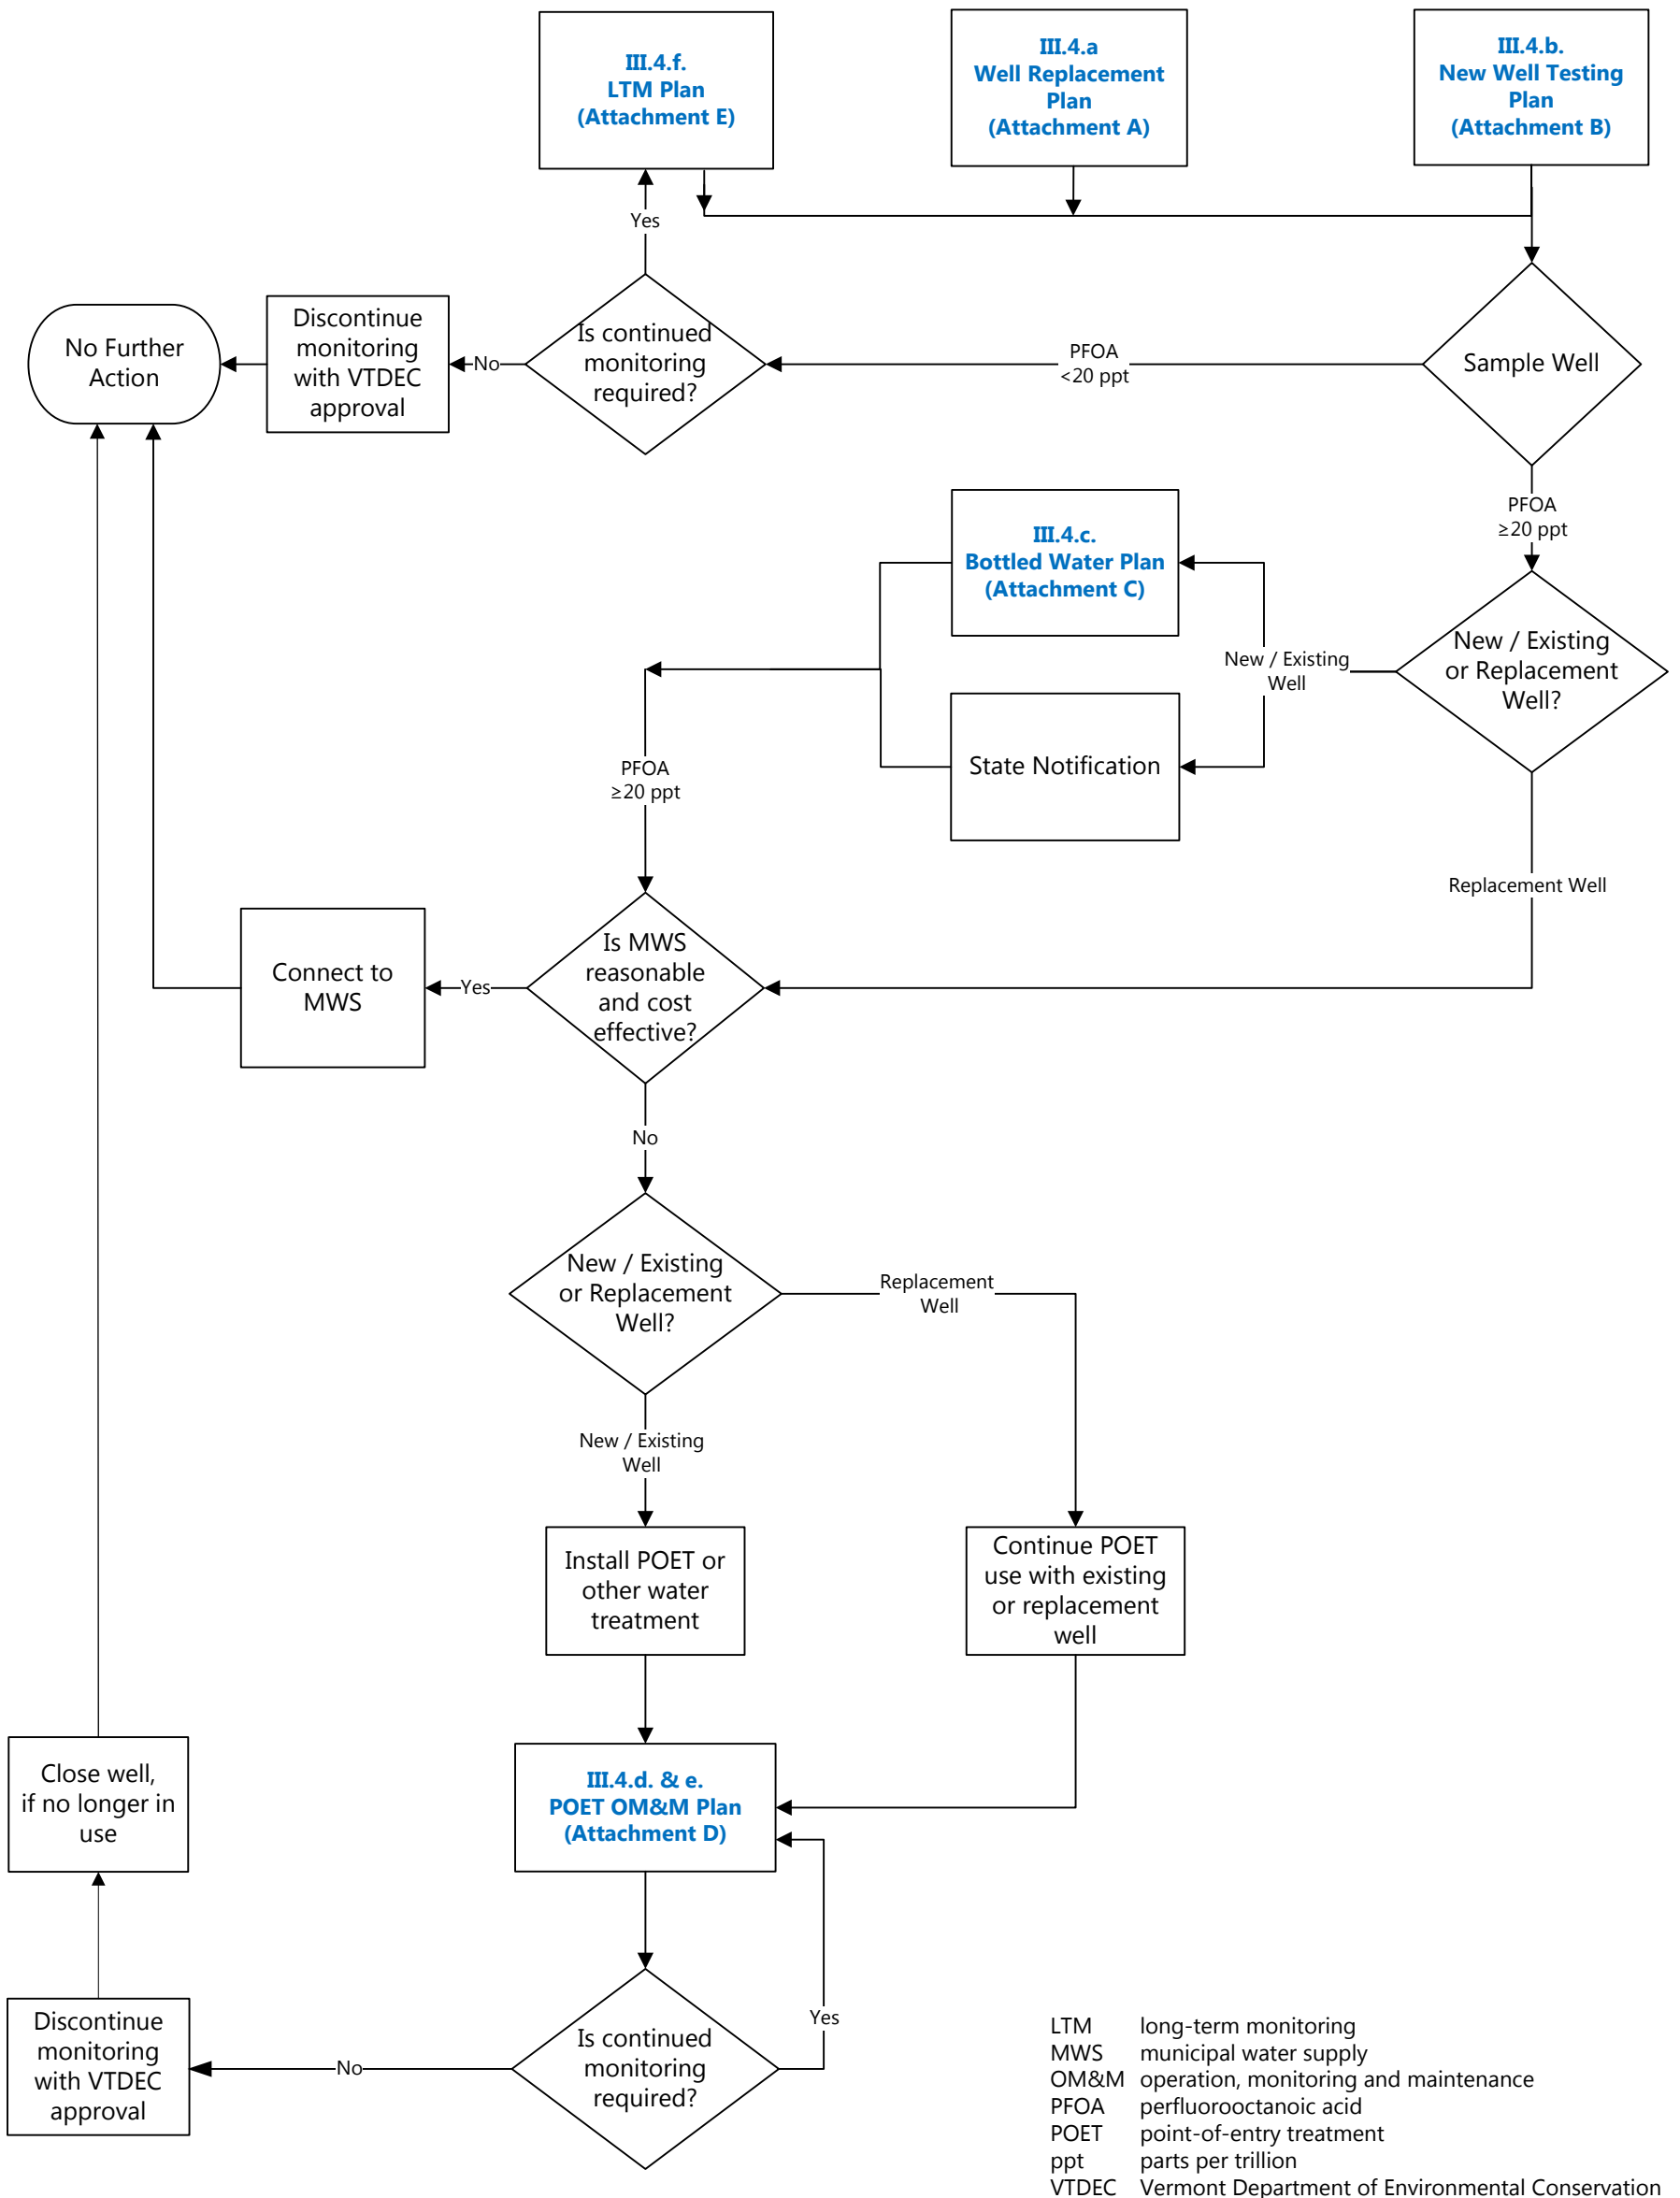 III.4.f.
LTM Plan
(Attachment E)
III.4.a
Well Replacement
Plan
(Attachment A)
III.4.b.
New Well Testing
Plan
(Attachment B)
Yes
No Further
Action
Discontinue
monitoring
with VTDEC
approval
No
Is continued
monitoring
required?
PFOA
<20 ppt
Sample Well
PFOA
≥20 ppt
III.4.c.
Bottled Water Plan
(Attachment C)
New / Existing
Well
New / Existing
or Replacement
Well?
State Notification
PFOA
≥20 ppt
Replacement Well
Connect to
MWS
Yes
Is MWS
reasonable
and cost
effective?
No
New / Existing
or Replacement
Well?
Replacement
Well
New / Existing
Well
Install POET or
other water
treatment
Continue POET
use with existing
or replacement
well
Close well,
if no longer in
use
III.4.d. & e.
POET OM&M Plan
(Attachment D)
Yes
Discontinue
monitoring
with VTDEC
approval
No
Is continued
monitoring
required?
LTM long-term monitoring
MWS municipal water supply
OM&M operation, monitoring and maintenance
PFOA perfluorooctanoic acid
POET point-of-entry treatment
ppt parts per trillion
VTDEC Vermont Department of Environmental Conservation